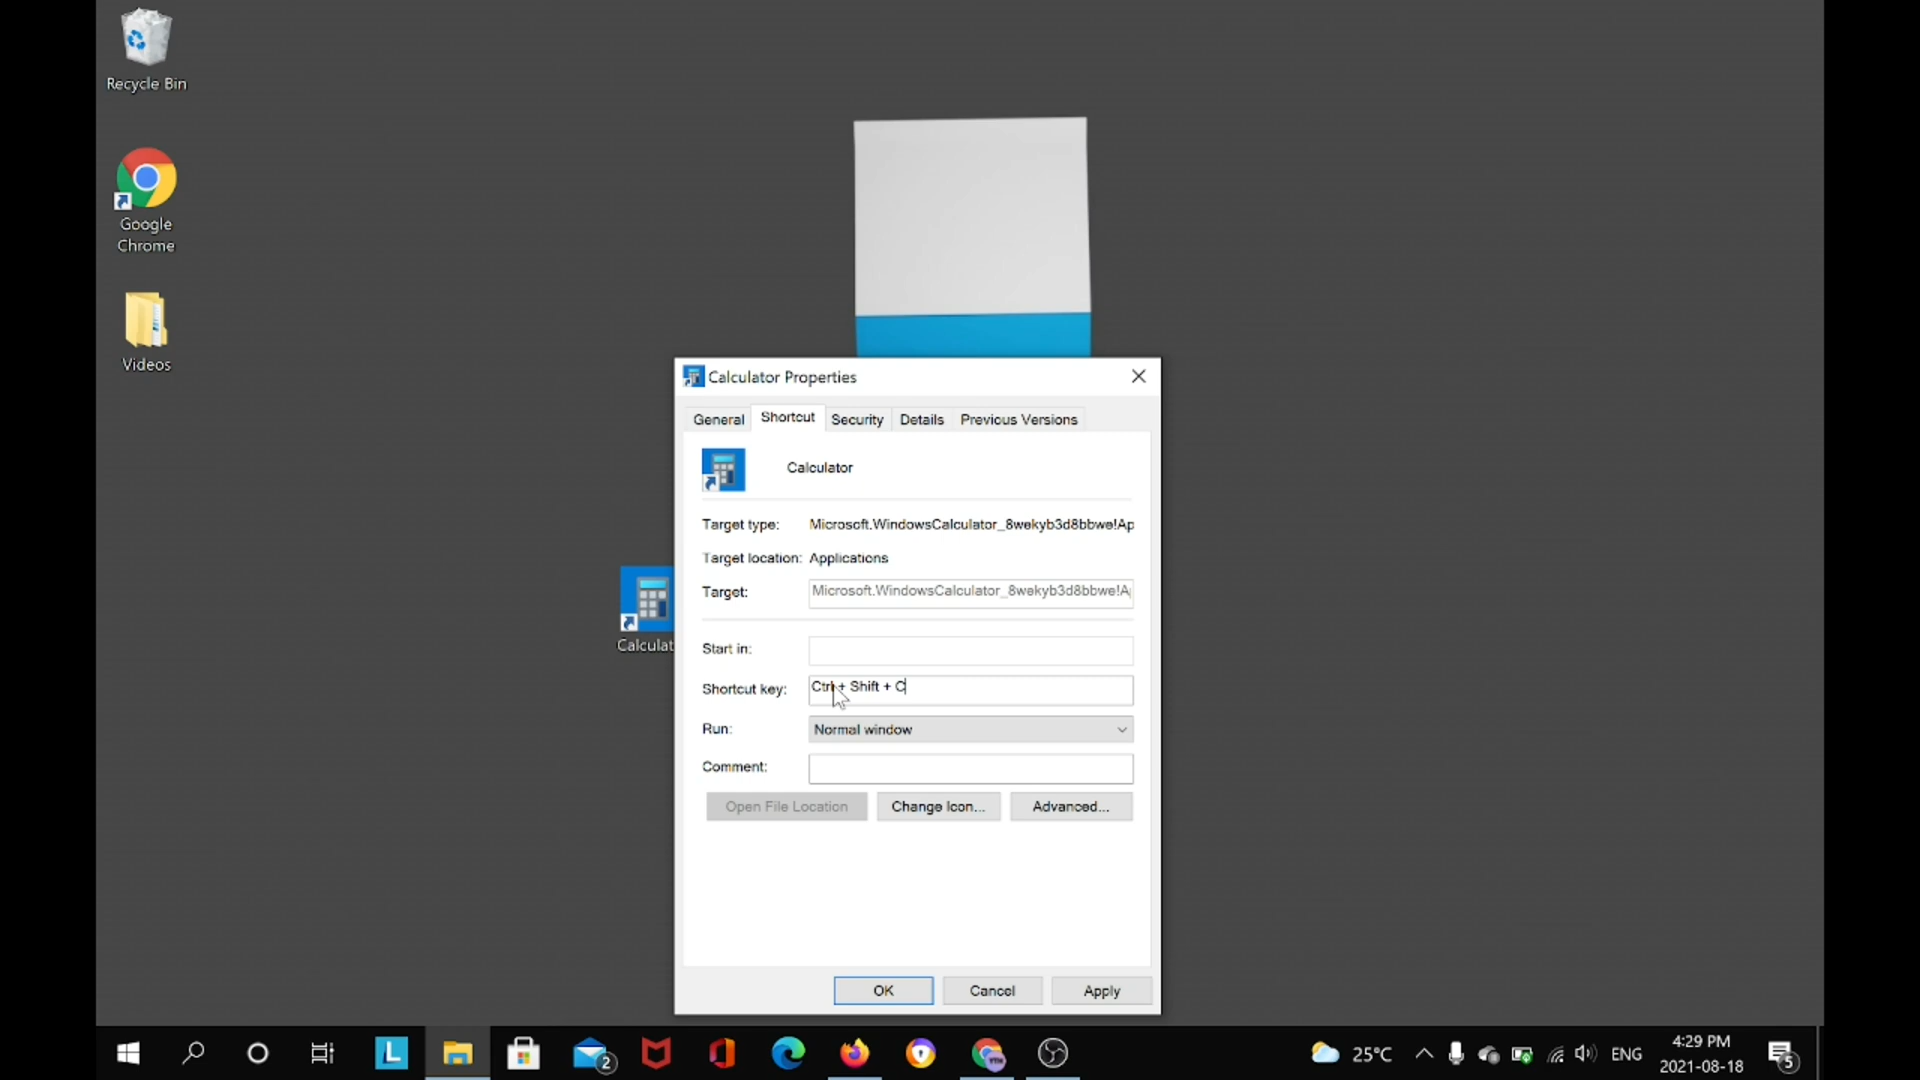 Recycle Bin
Google
Chrome
Videos
Calculat
Calculator Properties
General Shortcut Security Details Previous Versions
Calculator
Target type: Microsoft.WindowsCalculator_8wekyb3d8bbwe!Ap
Target location: Applications
Target: Microsoft.WindowsCalculator_8wekyb3d8bbwe!A
Start in:
Shortcut key: Ctrl + Shift + C
Run: Normal window
Comment:
Open File Location Change Icon... Advanced...
OK Cancel Apply
L 2 25°C ENG 4:29 PM
2021-08-18 5